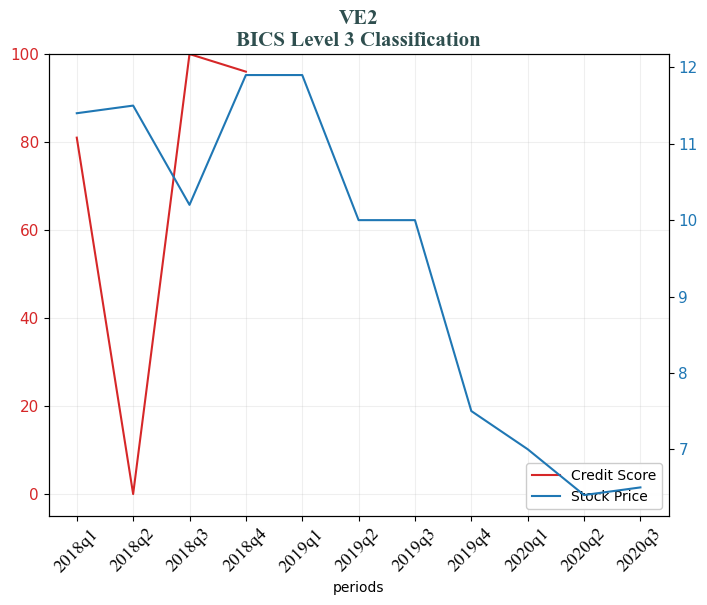 VE2
BICS Level 3 Classification
100
80
60
40
20
0
12
11
10
9
8
7
Credit Score
Stock Price
2018q1
2018q2
2018q3
2018q4
2019q1
2019q2
2019q3
2019q4
2020q1
2020q2
2020q3
periods